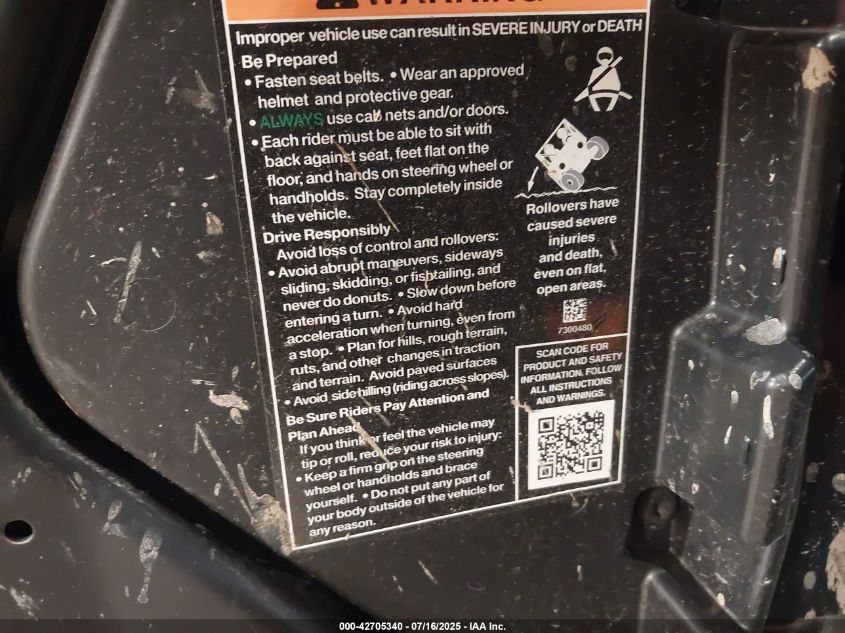 WARNING
Improper vehicle use can result in SEVERE INJURY or DEATH
Be Prepared
• Fasten seat belts. • Wear an approved
helmet and protective gear.
• ALWAYS use cab nets and/or doors.
• Each rider must be able to sit with
back against seat, feet flat on the
floor, and hands on steering wheel or
handholds. Stay completely inside
the vehicle.
Drive Responsibly
Avoid loss of control and rollovers:
• Avoid abrupt maneuvers, sideways
sliding, skidding, or fishtailing, and
never do donuts. • Slow down before
entering a turn. • Avoid hard
acceleration when turning, even from
a stop. • Plan for hills, rough terrain,
ruts, and other changes in traction
and terrain. Avoid paved surfaces
• Avoid side hilling (riding across slopes).
Be Sure Riders Pay Attention and
Plan Ahead
If you think or feel the vehicle may
tip or roll, reduce your risk to injury:
• Keep a firm grip on the steering
wheel or handholds and brace
yourself. • Do not put any part of
your body outside of the vehicle for
any reason.
Rollovers have
caused severe
injuries
and death,
even on flat,
open areas.
7300480
SCAN CODE FOR
PRODUCT AND SAFETY
INFORMATION. FOLLOW
ALL INSTRUCTIONS
AND WARNINGS.
000-42705340 - 07/16/2025 - IAA Inc.